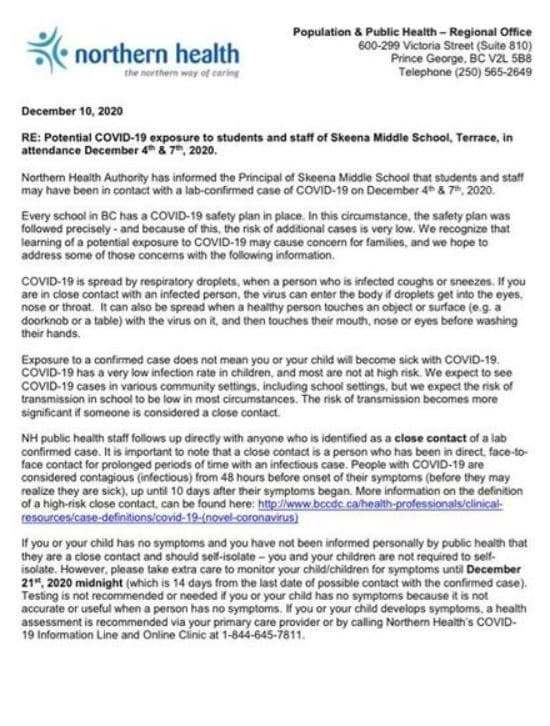 northern health
the northern way of caring
Population & Public Health – Regional Office
600-299 Victoria Street (Suite 810)
Prince George, BC V2L 5B8
Telephone (250) 565-2649
December 10, 2020
RE: Potential COVID-19 exposure to students and staff of Skeena Middle School, Terrace, in
attendance December 4th & 7th, 2020.
Northern Health Authority has informed the Principal of Skeena Middle School that students and staff
may have been in contact with a lab-confirmed case of COVID-19 on December 4th & 7th, 2020.
Every school in BC has a COVID-19 safety plan in place. In this circumstance, the safety plan was
followed precisely - and because of this, the risk of additional cases is very low. We recognize that
learning of a potential exposure to COVID-19 may cause concern for families, and we hope to
address some of those concerns with the following information.
COVID-19 is spread by respiratory droplets, when a person who is infected coughs or sneezes. If you
are in close contact with an infected person, the virus can enter the body if droplets get into the eyes,
nose or throat. It can also be spread when a healthy person touches an object or surface (e.g. a
doorknob or a table) with the virus on it, and then touches their mouth, nose or eyes before washing
their hands.
Exposure to a confirmed case does not mean you or your child will become sick with COVID-19.
COVID-19 has a very low infection rate in children, and most are not at high risk. We expect to see
COVID-19 cases in various community settings, including school settings, but we expect the risk of
transmission in school to be low in most circumstances. The risk of transmission becomes more
significant if someone is considered a close contact.
NH public health staff follows up directly with anyone who is identified as a close contact of a lab
confirmed case. It is important to note that a close contact is a person who has been in direct, face-to-
face contact for prolonged periods of time with an infectious case. People with COVID-19 are
considered contagious (infectious) from 48 hours before onset of their symptoms (before they may
realize they are sick), up until 10 days after their symptoms began. More information on the definition
of a high-risk close contact, can be found here: http://www.bccdc.ca/health-professionals/clinical-
resources/case-definitions/covid-19-(novel-coronavirus)
If you or your child has no symptoms and you have not been informed personally by public health that
they are a close contact and should self-isolate – you and your children are not required to self-
isolate. However, please take extra care to monitor your child/children for symptoms until December
21st, 2020 midnight (which is 14 days from the last date of possible contact with the confirmed case).
Testing is not recommended or needed if you or your child has no symptoms because it is not
accurate or useful when a person has no symptoms. If you or your child develops symptoms, a health
assessment is recommended via your primary care provider or by calling Northern Health's COVID-
19 Information Line and Online Clinic at 1-844-645-7811.